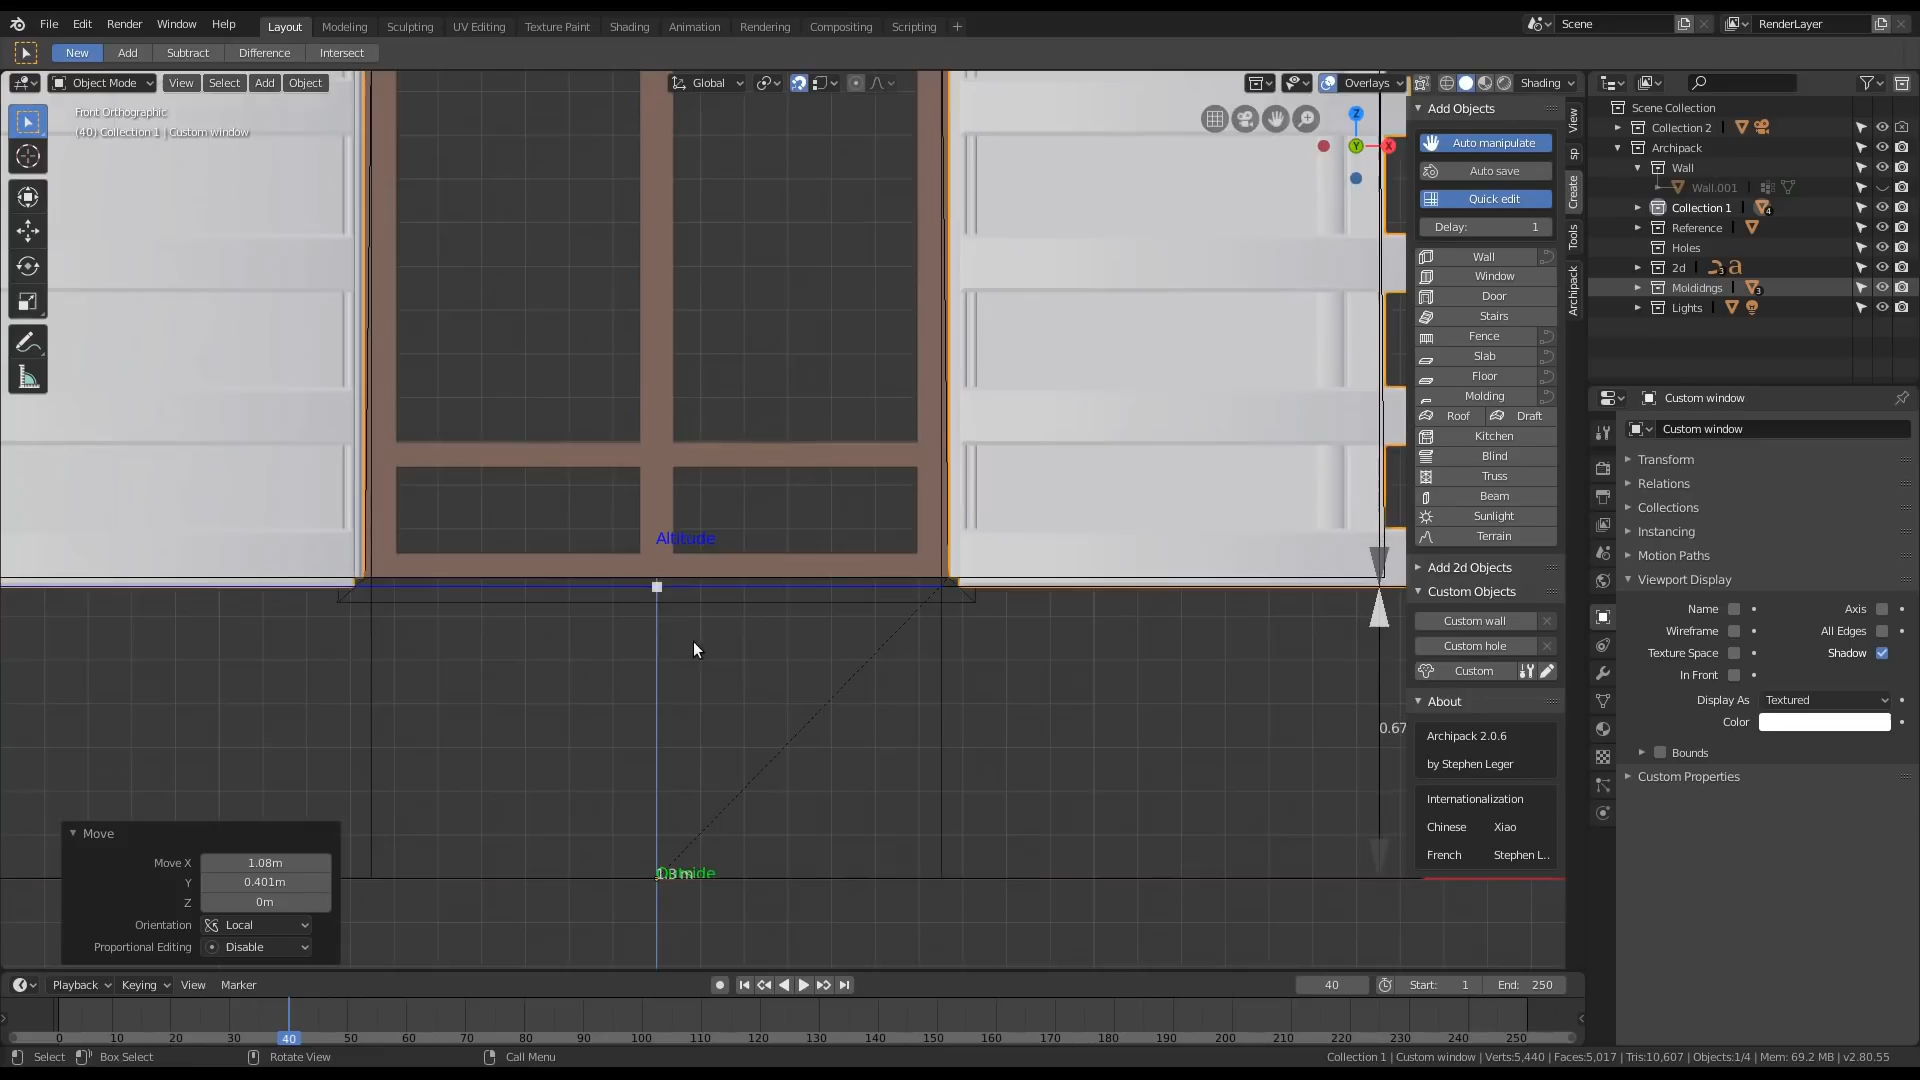 File Edit Render Window Help Layout Modeling Sculpting UV Editing Texture Paint Shading Animation Rendering Compositing Scripting Scene RenderLayer
New Add Subtract Difference Intersect
Object Mode View Select Add Object Global Overlays Shading
Front Orthographic
(40) Collection 1 | Custom window
Z
Y
X
Altitude
Outside
0.67
Add Objects
Auto manipulate
Auto save
Quick edit
Delay: 1
Wall
Window
Door
Stairs
Fence
Slab
Floor
Molding
Roof Draft
Kitchen
Blind
Truss
Beam
Sunlight
Terrain
Add 2d Objects
Custom Objects
Custom wall
Custom hole
Custom
About
Archipack 2.0.6
by Stephen Leger
Internationalization
Chinese Xiao
French Stephen L..
View
sp
Create
Tools
Archipack
Scene Collection
Collection 2
Archipack
Wall
Wall.001
Collection 1
Reference
Holes
2d
Moldidngs
Lights
Custom window
Custom window
Transform
Relations
Collections
Instancing
Motion Paths
Viewport Display
Name Axis
Wireframe All Edges
Texture Space Shadow
In Front
Display As Textured
Color
Bounds
Custom Properties
Move
Move X 1.08m
Y 0.401m
Z 0m
Orientation Local
Proportional Editing Disable
Playback Keying View Marker 40 Start: 1 End: 250
0 10 20 30 40 50 60 70 80 90 100 110 120 130 140 150 160 170 180 190 200 210 220 230 240 250
Select Box Select Rotate View Call Menu Collection 1 | Custom window | Verts:5,440 | Faces:5,017 | Tris:10,607 | Objects:1/4 | Mem: 69.2 MB | v2.80.55